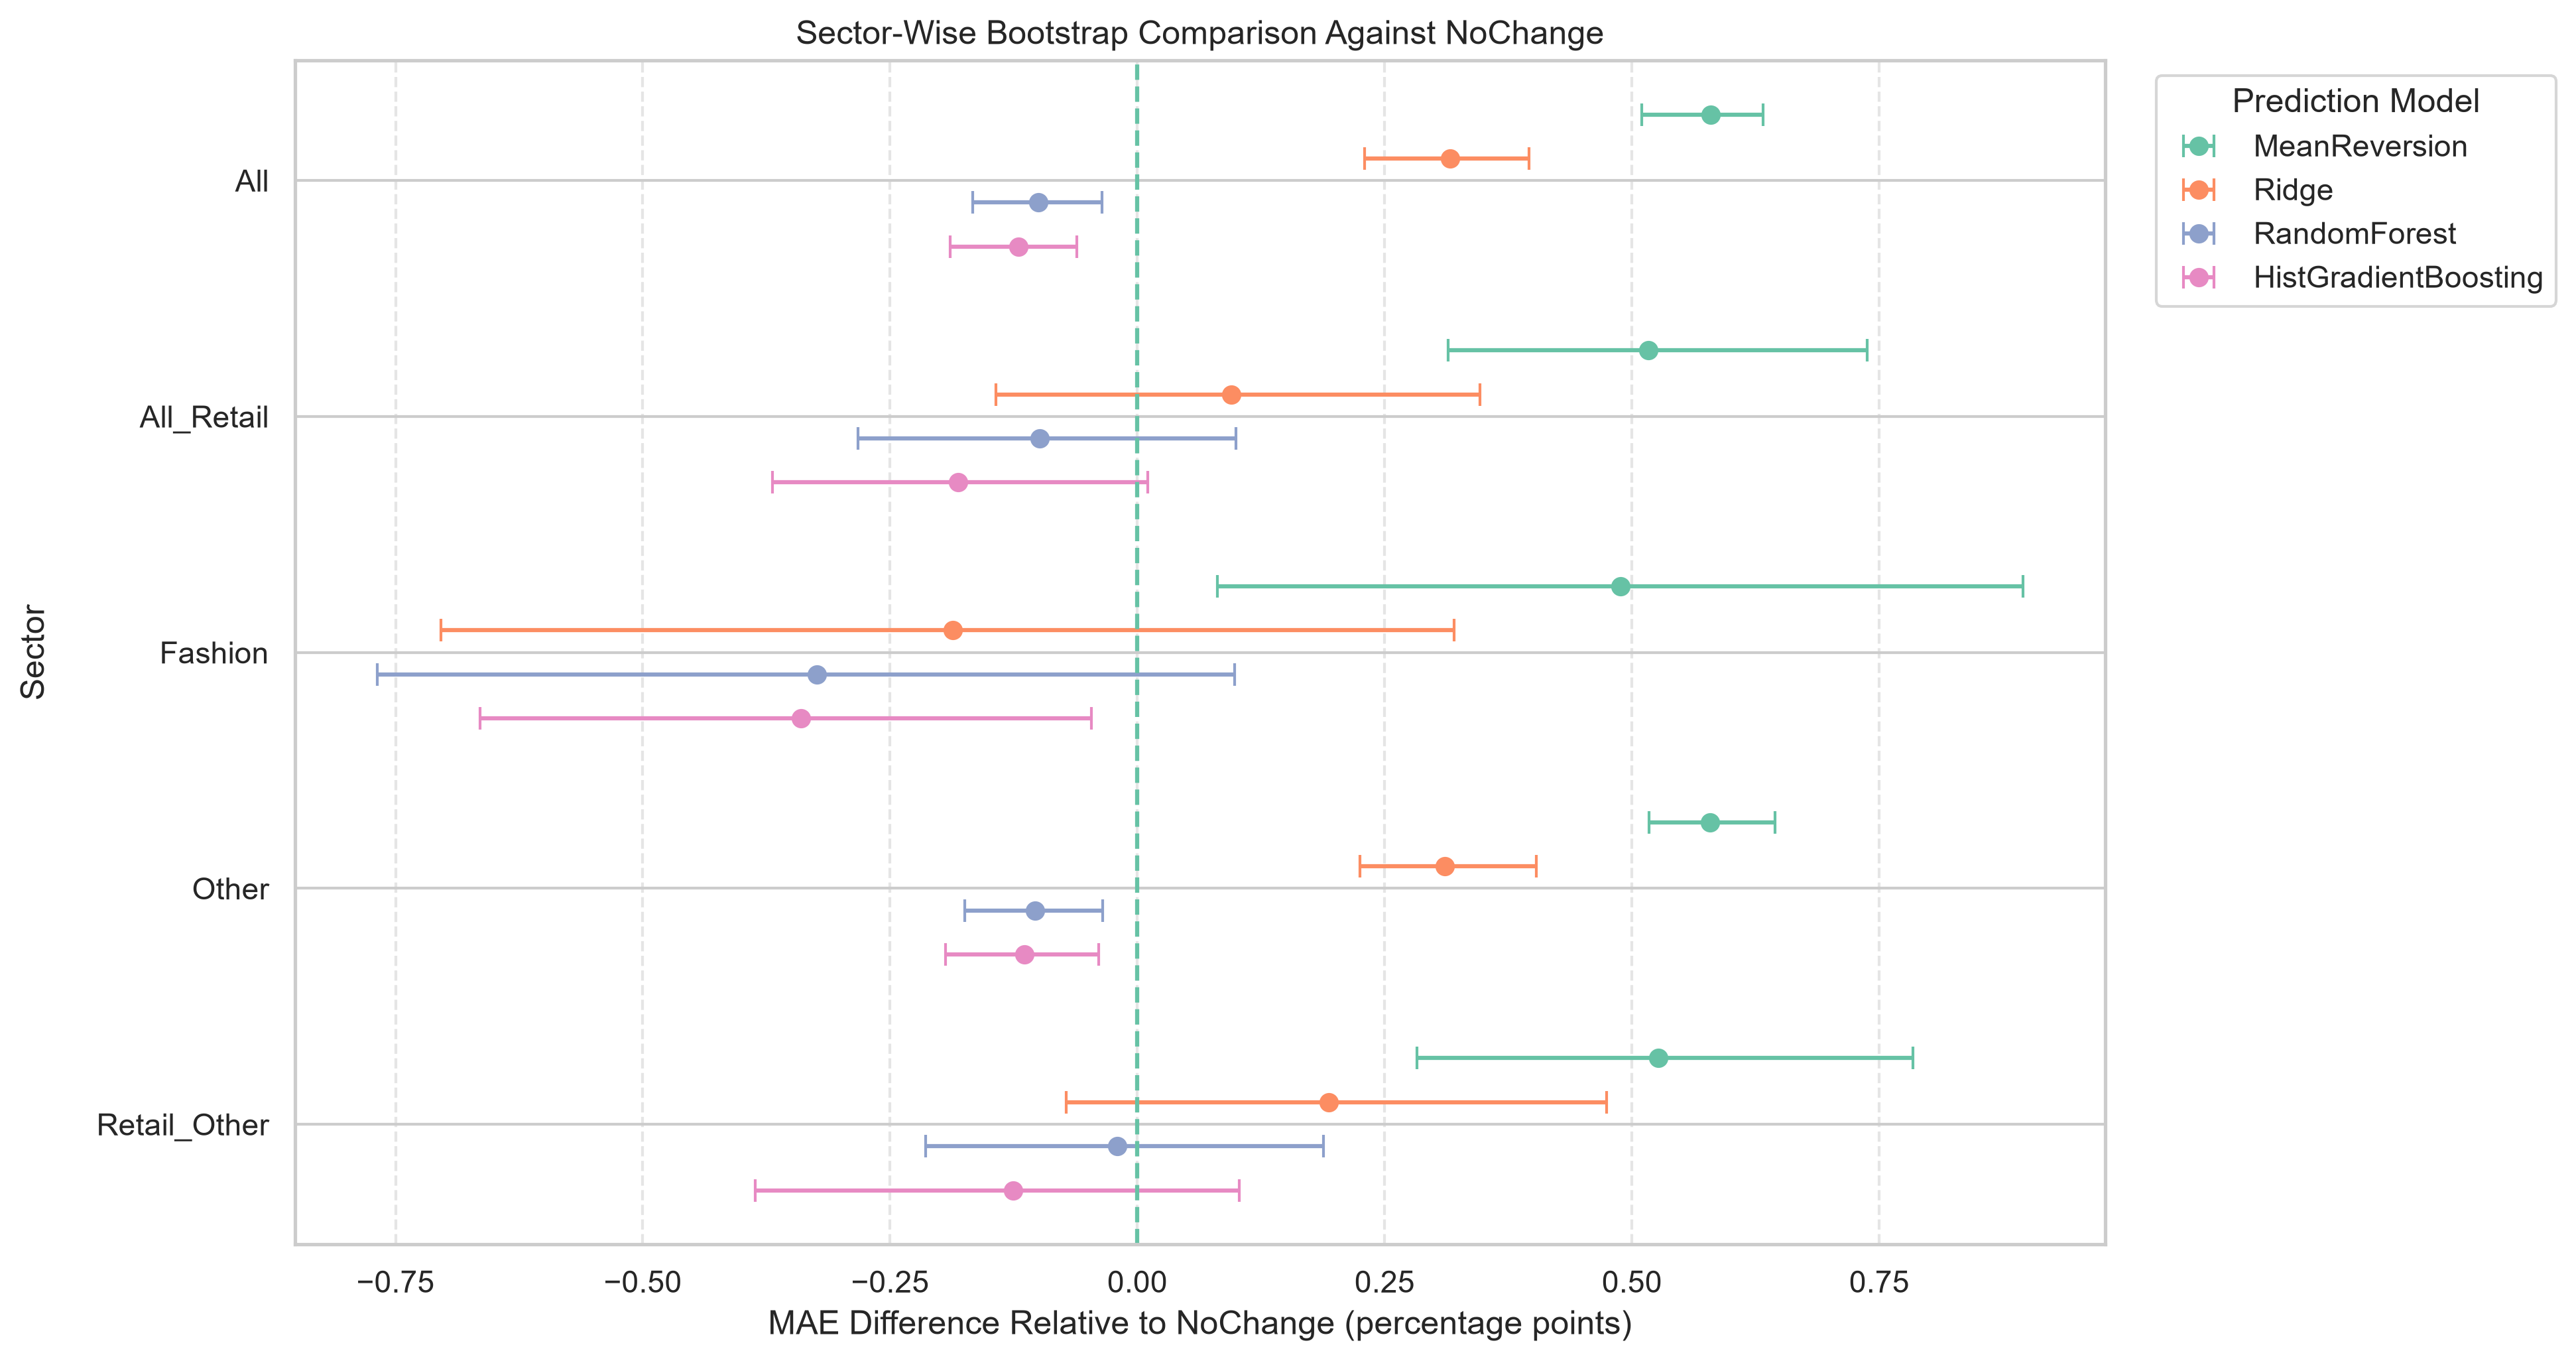 Sector-Wise Bootstrap Comparison Against NoChange
Prediction Model
MeanReversion
Ridge
RandomForest
HistGradientBoosting
Sector
All
All_Retail
Fashion
Other
Retail_Other
−0.75
−0.50
−0.25
0.00
0.25
0.50
0.75
MAE Difference Relative to NoChange (percentage points)